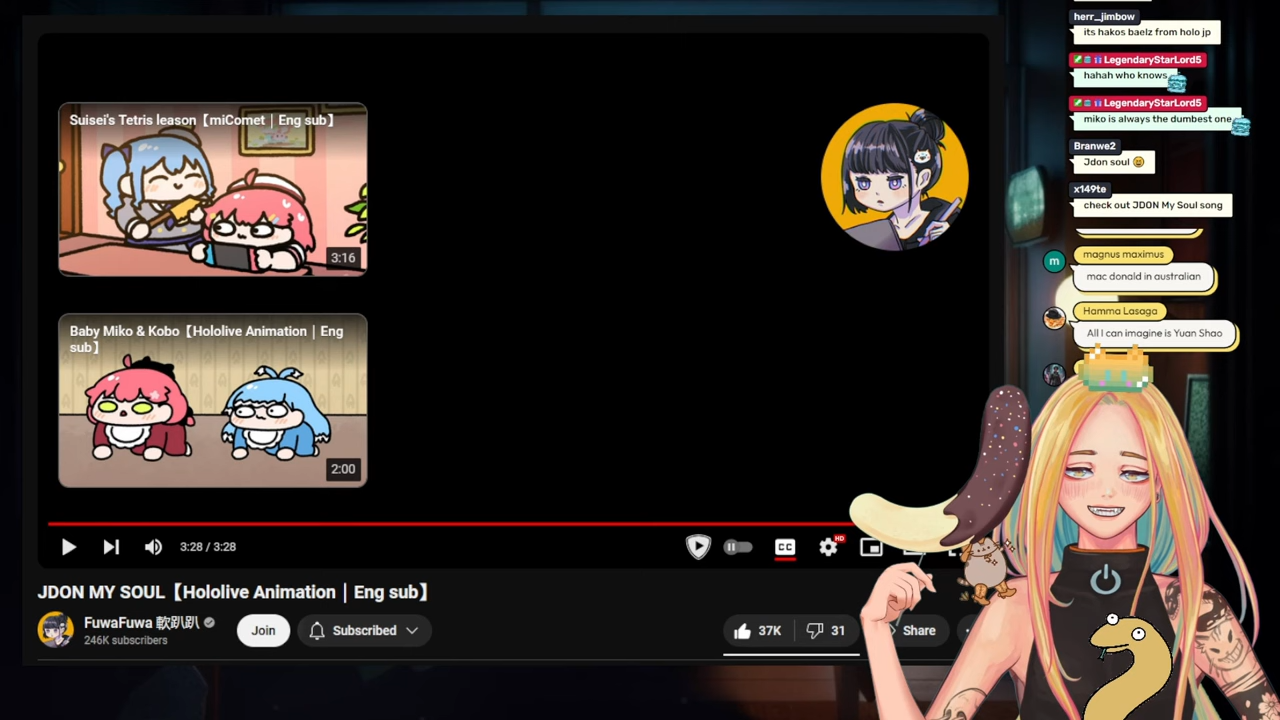 Suisei's Tetris leason【miComet｜Eng sub】
3:16
Baby Miko & Kobo【Hololive Animation｜Eng
sub】
2:00
3:28 / 3:28
CC
HD
JDON MY SOUL【Hololive Animation｜Eng sub】
FuwaFuwa 軟趴趴
246K subscribers
Join
Subscribed
37K
31
Share
herr_jimbow
its hakos baelz from holo jp
LegendaryStarLord5
hahah who knows
LegendaryStarLord5
miko is always the dumbest one
Branwe2
Jdon soul
x149te
check out JDON My Soul song
m
magnus maximus
mac donald in australian
Hamma Lasaga
All I can imagine is Yuan Shao